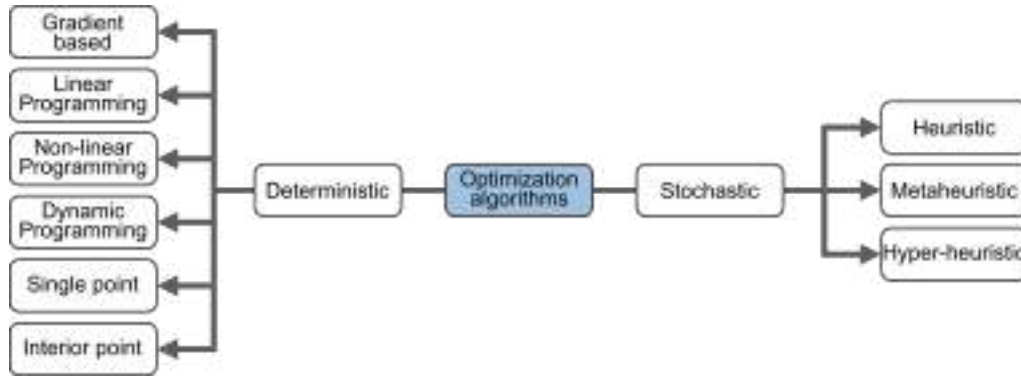 Gradient
based
Linear
Programming
Non-linear
Programming
Dynamic
Programming
Single point
Interior point
Deterministic
Optimization
algorithms
Stochastic
Heuristic
Metaheuristic
Hyper-heuristic